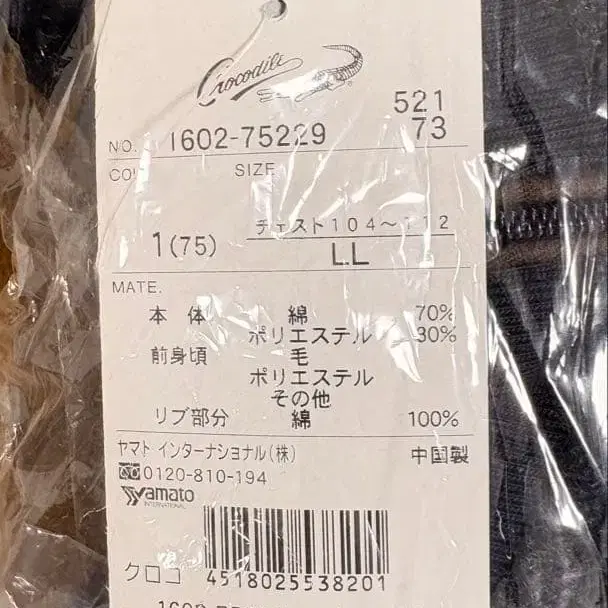 Crocodile
521
NO. 1602-75229 73
SIZE
1(75) チェスト104~112
LL
MATE.
本体 綿 70%
ポリエステル 30%
前身頃 毛
ポリエステル
その他
リブ部分 綿 100%
ヤマト インターナショナル(株) 中国製
0120-810-194
Yamato
INTERNATIONAL
クロコ 4518025538201